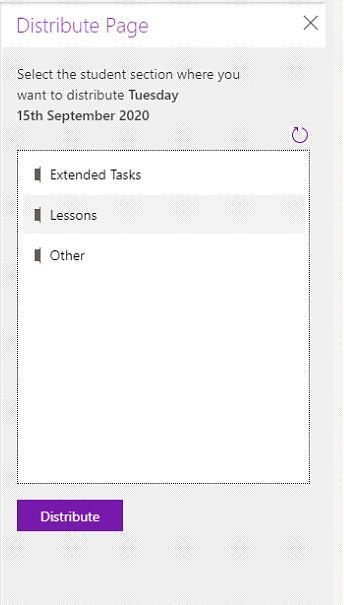 Distribute Page
Select the student section where you
want to distribute Tuesday
15th September 2020
Extended Tasks
Lessons
Other
Distribute